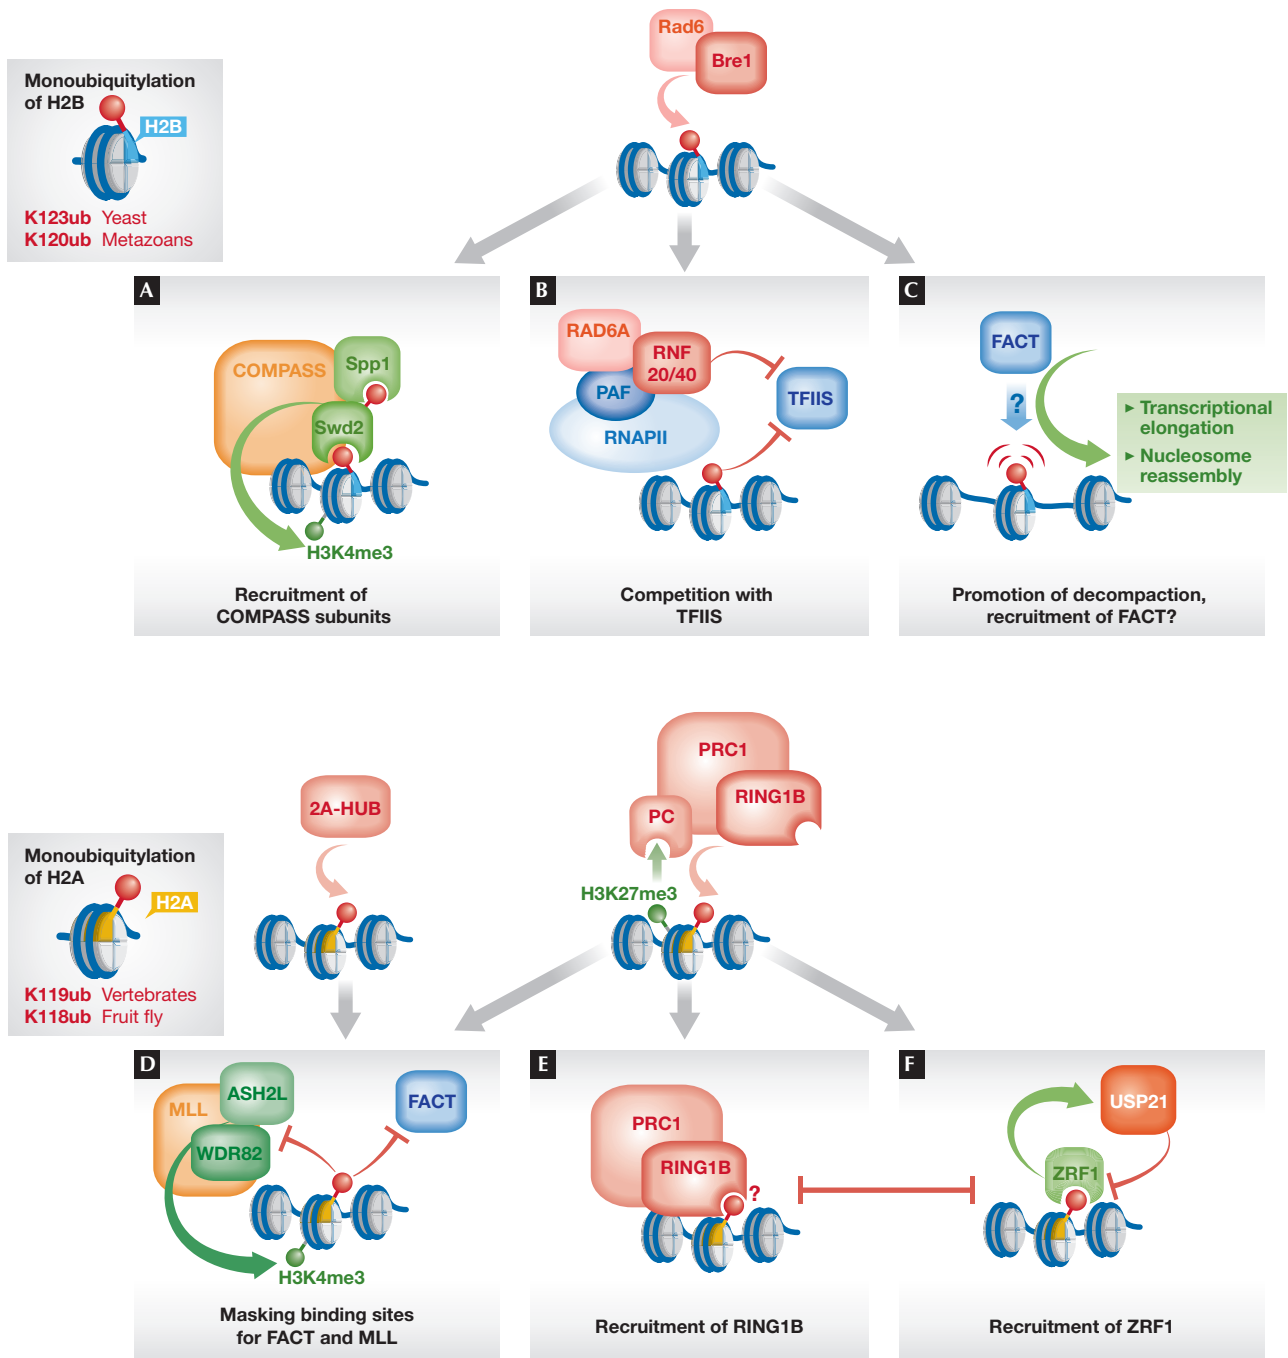 Rad6
Bre1
Monoubiquitylation
of H2B
H2B
K123ub Yeast
K120ub Metazoans
A
COMPASS
Spp1
Swd2
H3K4me3
Recruitment of
COMPASS subunits
B
RAD6A
RNF
20/40
PAF
RNAPII
TFIIS
Competition with
TFIIS
C
FACT
?
▸ Transcriptional
elongation
▸ Nucleosome
reassembly
Promotion of decompaction,
recruitment of FACT?
2A-HUB
PRC1
RING1B
PC
H3K27me3
Monoubiquitylation
of H2A
H2A
K119ub Vertebrates
K118ub Fruit fly
D
MLL
ASH2L
WDR82
FACT
H3K4me3
Masking binding sites
for FACT and MLL
E
PRC1
RING1B
?
Recruitment of RING1B
F
USP21
ZRF1
Recruitment of ZRF1